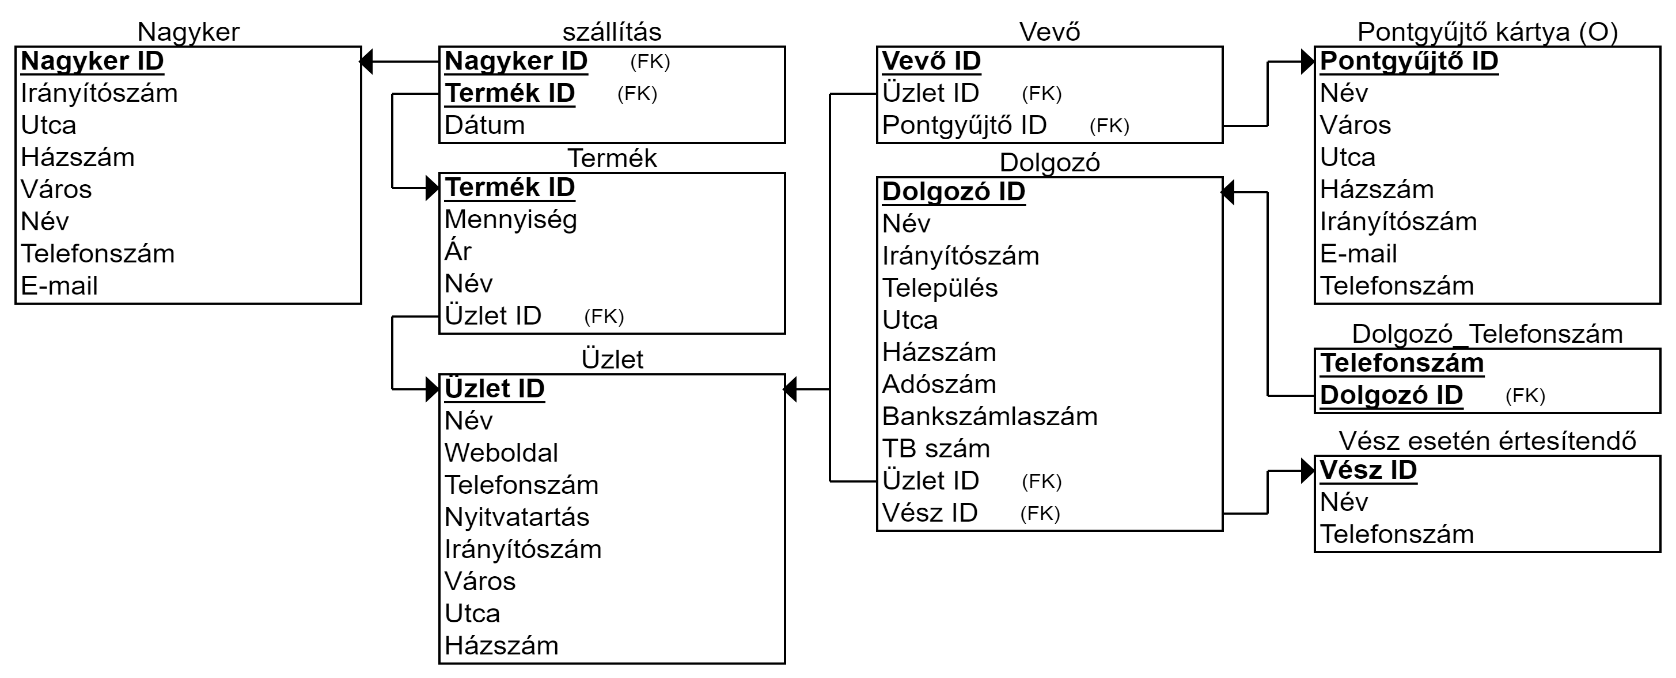 Nagyker
Nagyker ID
Irányítószám
Utca
Házszám
Város
Név
Telefonszám
E-mail
szállítás
Nagyker ID (FK)
Termék ID (FK)
Dátum
Termék
Termék ID
Mennyiség
Ár
Név
Üzlet ID (FK)
Üzlet
Üzlet ID
Név
Weboldal
Telefonszám
Nyitvatartás
Irányítószám
Város
Utca
Házszám
Vevő
Vevő ID
Üzlet ID (FK)
Pontgyűjtő ID (FK)
Dolgozó
Dolgozó ID
Név
Irányítószám
Település
Utca
Házszám
Adószám
Bankszámlaszám
TB szám
Üzlet ID (FK)
Vész ID (FK)
Pontgyűjtő kártya (O)
Pontgyűjtő ID
Név
Város
Utca
Házszám
Irányítószám
E-mail
Telefonszám
Dolgozó_Telefonszám
Telefonszám
Dolgozó ID (FK)
Vész esetén értesítendő
Vész ID
Név
Telefonszám